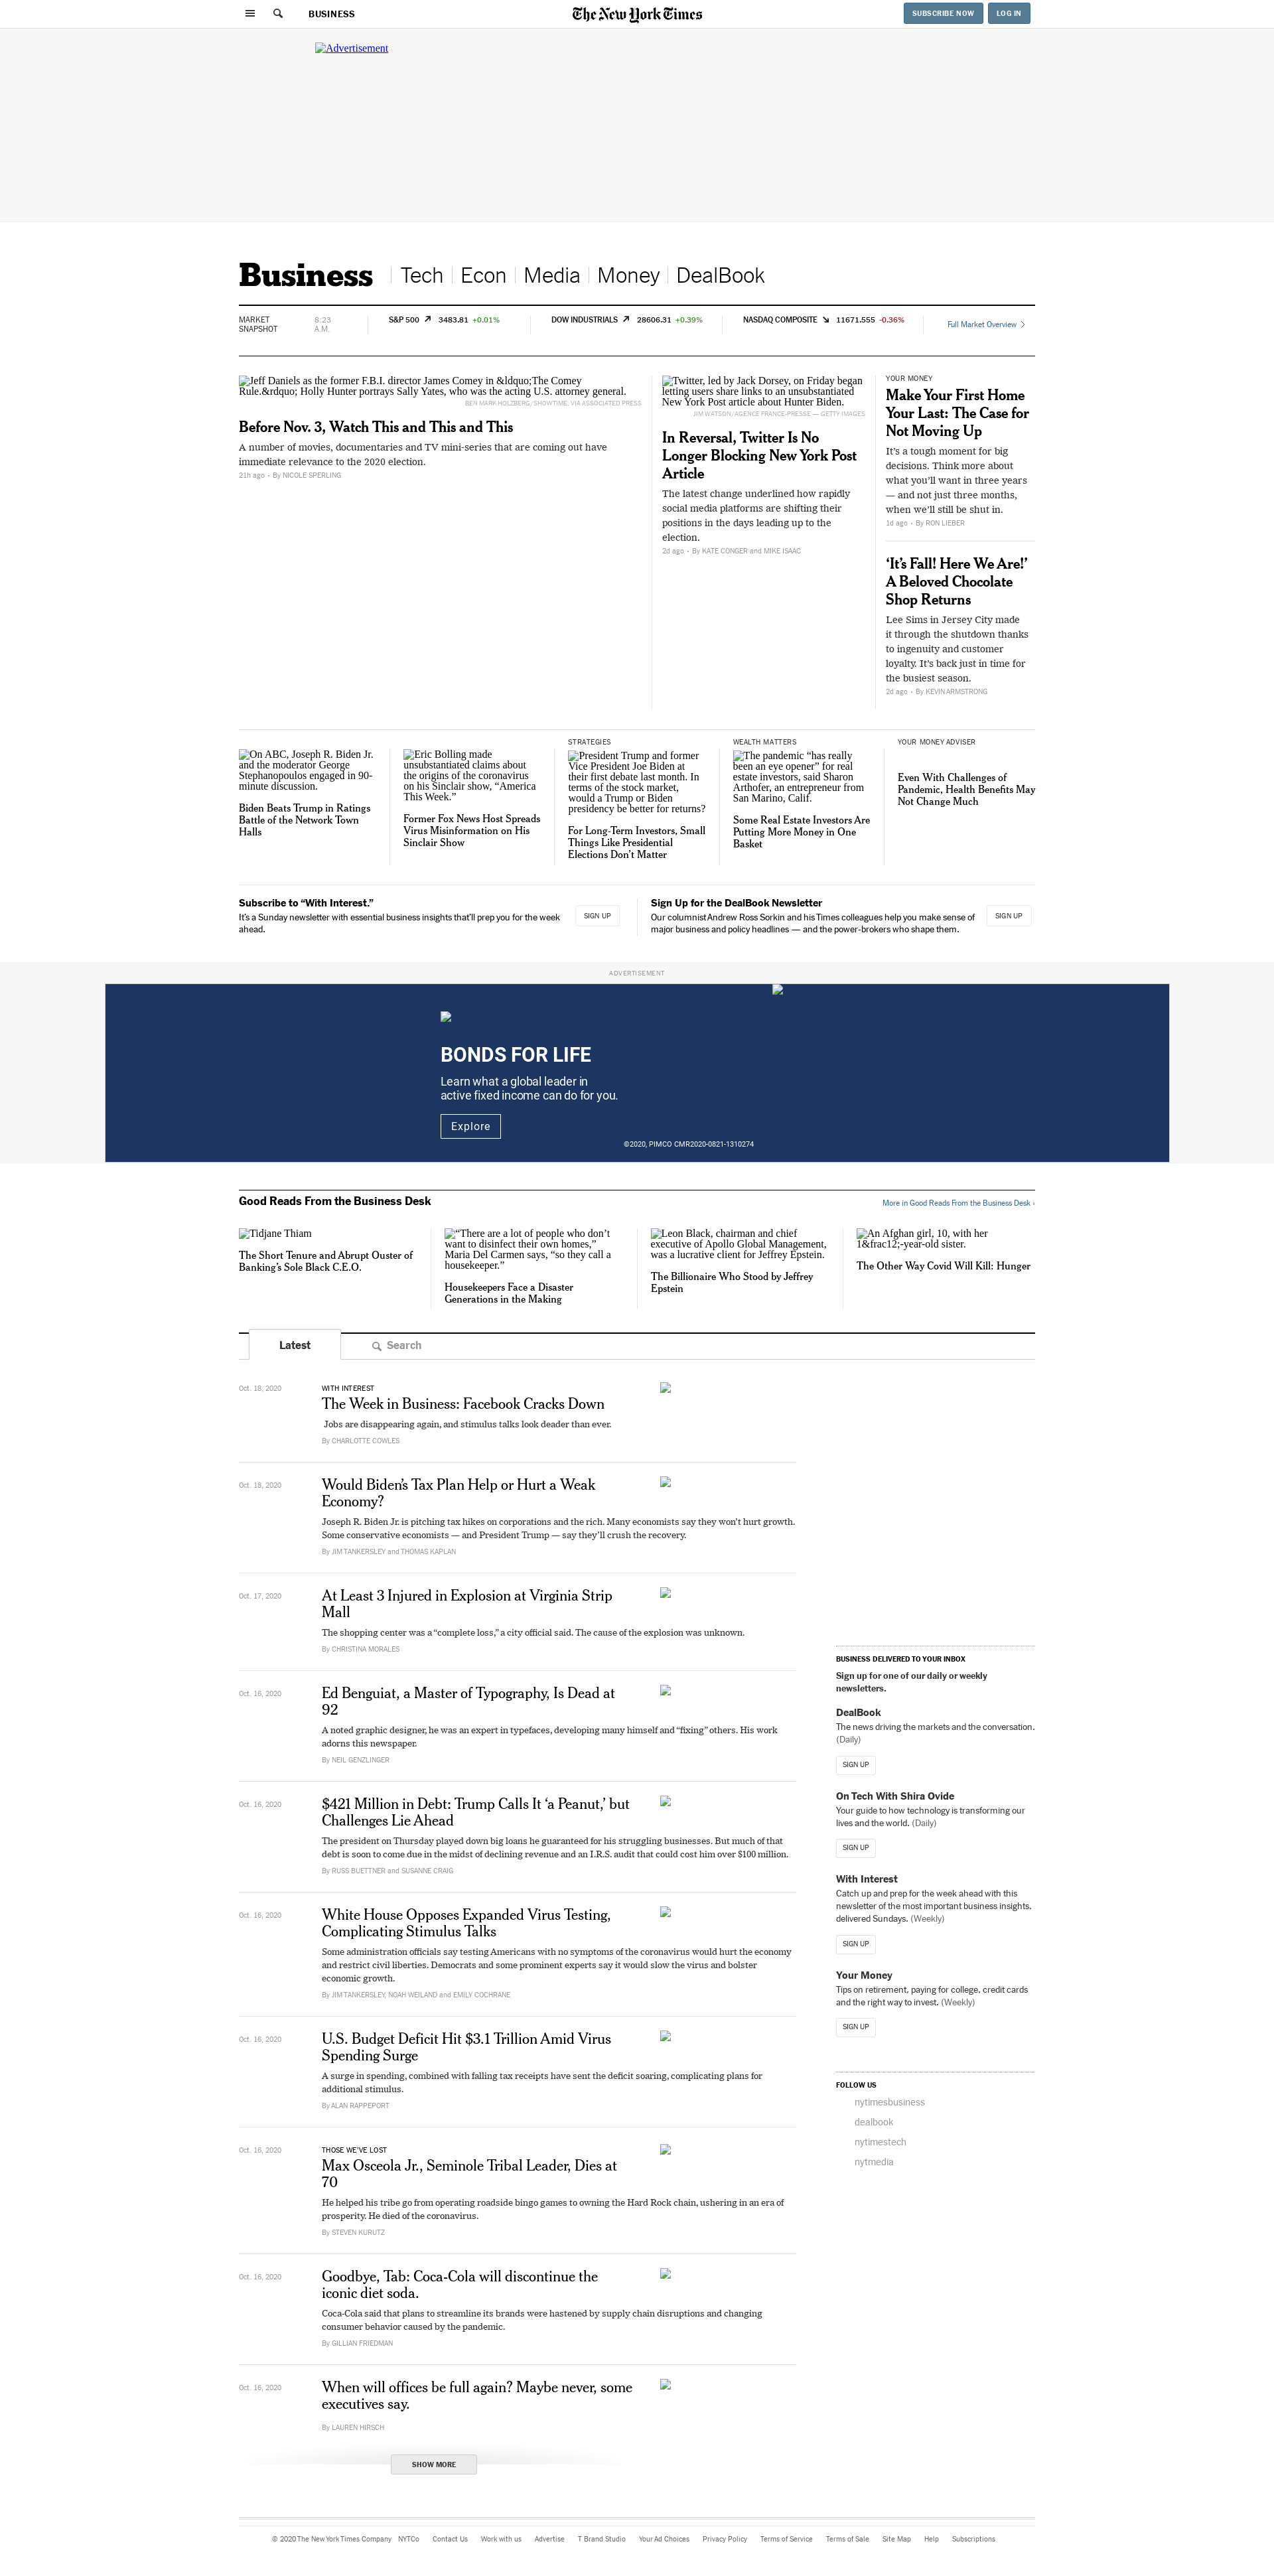 BUSINESS
The New York Times
SUBSCRIBE NOW
LOG IN
Advertisement
Business
Tech
Econ
Media
Money
DealBook
MARKET
SNAPSHOT
8:23
A.M.
S&P 500 3483.81 +0.01%
DOW INDUSTRIALS 28606.31 +0.39%
NASDAQ COMPOSITE 11671.555 -0.36%
Full Market Overview
Jeff Daniels as the former F.B.I. director James Comey in &ldquo;The Comey
Rule.&rdquo; Holly Hunter portrays Sally Yates, who was the acting U.S. attorney general.
BEN MARK HOLZBERG/SHOWTIME, VIA ASSOCIATED PRESS
Before Nov. 3, Watch This and This and This
A number of movies, documentaries and TV mini-series that are coming out have
immediate relevance to the 2020 election.
21h ago • By NICOLE SPERLING
Twitter, led by Jack Dorsey, on Friday began
letting users share links to an unsubstantiated
New York Post article about Hunter Biden.
JIM WATSON/AGENCE FRANCE-PRESSE — GETTY IMAGES
In Reversal, Twitter Is No
Longer Blocking New York Post
Article
The latest change underlined how rapidly
social media platforms are shifting their
positions in the days leading up to the
election.
2d ago • By KATE CONGER and MIKE ISAAC
YOUR MONEY
Make Your First Home
Your Last: The Case for
Not Moving Up
It's a tough moment for big
decisions. Think more about
what you'll want in three years
— and not just three months,
when we'll still be shut in.
1d ago • By RON LIEBER
‘It’s Fall! Here We Are!’
A Beloved Chocolate
Shop Returns
Lee Sims in Jersey City made
it through the shutdown thanks
to ingenuity and customer
loyalty. It's back just in time for
the busiest season.
2d ago • By KEVIN ARMSTRONG
On ABC, Joseph R. Biden Jr.
and the moderator George
Stephanopoulos engaged in 90-
minute discussion.
Biden Beats Trump in Ratings
Battle of the Network Town
Halls
Eric Bolling made
unsubstantiated claims about
the origins of the coronavirus
on his Sinclair show, “America
This Week.”
Former Fox News Host Spreads
Virus Misinformation on His
Sinclair Show
STRATEGIES
President Trump and former
Vice President Joe Biden at
their first debate last month. In
terms of the stock market,
would a Trump or Biden
presidency be better for returns?
For Long-Term Investors, Small
Things Like Presidential
Elections Don’t Matter
WEALTH MATTERS
The pandemic “has really
been an eye opener” for real
estate investors, said Sharon
Arthofer, an entrepreneur from
San Marino, Calif.
Some Real Estate Investors Are
Putting More Money in One
Basket
YOUR MONEY ADVISER
Even With Challenges of
Pandemic, Health Benefits May
Not Change Much
Subscribe to “With Interest.”
It’s a Sunday newsletter with essential business insights that’ll prep you for the week
ahead.
SIGN UP
Sign Up for the DealBook Newsletter
Our columnist Andrew Ross Sorkin and his Times colleagues help you make sense of
major business and policy headlines — and the power-brokers who shape them.
SIGN UP
ADVERTISEMENT
BONDS FOR LIFE
Learn what a global leader in
active fixed income can do for you.
Explore
©2020, PIMCO CMR2020-0821-1310274
Good Reads From the Business Desk
More in Good Reads From the Business Desk ›
Tidjane Thiam
The Short Tenure and Abrupt Ouster of
Banking’s Sole Black C.E.O.
“There are a lot of people who don’t
want to disinfect their own homes,”
Maria Del Carmen says, “so they call a
housekeeper.”
Housekeepers Face a Disaster
Generations in the Making
Leon Black, chairman and chief
executive of Apollo Global Management,
was a lucrative client for Jeffrey Epstein.
The Billionaire Who Stood by Jeffrey
Epstein
An Afghan girl, 10, with her
1&frac12;-year-old sister.
The Other Way Covid Will Kill: Hunger
Latest
Search
Oct. 18, 2020
WITH INTEREST
The Week in Business: Facebook Cracks Down
Jobs are disappearing again, and stimulus talks look deader than ever.
By CHARLOTTE COWLES
Oct. 18, 2020
Would Biden’s Tax Plan Help or Hurt a Weak
Economy?
Joseph R. Biden Jr. is pitching tax hikes on corporations and the rich. Many economists say they won’t hurt growth.
Some conservative economists — and President Trump — say they’ll crush the recovery.
By JIM TANKERSLEY and THOMAS KAPLAN
Oct. 17, 2020
At Least 3 Injured in Explosion at Virginia Strip
Mall
The shopping center was a “complete loss,” a city official said. The cause of the explosion was unknown.
By CHRISTINA MORALES
Oct. 16, 2020
Ed Benguiat, a Master of Typography, Is Dead at
92
A noted graphic designer, he was an expert in typefaces, developing many himself and “fixing” others. His work
adorns this newspaper.
By NEIL GENZLINGER
Oct. 16, 2020
$421 Million in Debt: Trump Calls It ‘a Peanut,’ but
Challenges Lie Ahead
The president on Thursday played down big loans he guaranteed for his struggling businesses. But much of that
debt is soon to come due in the midst of declining revenue and an I.R.S. audit that could cost him over $100 million.
By RUSS BUETTNER and SUSANNE CRAIG
Oct. 16, 2020
White House Opposes Expanded Virus Testing,
Complicating Stimulus Talks
Some administration officials say testing Americans with no symptoms of the coronavirus would hurt the economy
and restrict civil liberties. Democrats and some prominent experts say it would slow the virus and bolster
economic growth.
By JIM TANKERSLEY, NOAH WEILAND and EMILY COCHRANE
Oct. 16, 2020
U.S. Budget Deficit Hit $3.1 Trillion Amid Virus
Spending Surge
A surge in spending, combined with falling tax receipts have sent the deficit soaring, complicating plans for
additional stimulus.
By ALAN RAPPEPORT
Oct. 16, 2020
THOSE WE’VE LOST
Max Osceola Jr., Seminole Tribal Leader, Dies at
70
He helped his tribe go from operating roadside bingo games to owning the Hard Rock chain, ushering in an era of
prosperity. He died of the coronavirus.
By STEVEN KURUTZ
Oct. 16, 2020
Goodbye, Tab: Coca-Cola will discontinue the
iconic diet soda.
Coca-Cola said that plans to streamline its brands were hastened by supply chain disruptions and changing
consumer behavior caused by the pandemic.
By GILLIAN FRIEDMAN
Oct. 16, 2020
When will offices be full again? Maybe never, some
executives say.
By LAUREN HIRSCH
SHOW MORE
BUSINESS DELIVERED TO YOUR INBOX
Sign up for one of our daily or weekly
newsletters.
DealBook
The news driving the markets and the conversation.
(Daily)
SIGN UP
On Tech With Shira Ovide
Your guide to how technology is transforming our
lives and the world. (Daily)
SIGN UP
With Interest
Catch up and prep for the week ahead with this
newsletter of the most important business insights,
delivered Sundays. (Weekly)
SIGN UP
Your Money
Tips on retirement, paying for college, credit cards
and the right way to invest. (Weekly)
SIGN UP
FOLLOW US
nytimesbusiness
dealbook
nytimestech
nytmedia
© 2020 The New York Times Company NYTCo Contact Us Work with us Advertise T Brand Studio Your Ad Choices Privacy Policy Terms of Service Terms of Sale Site Map Help Subscriptions